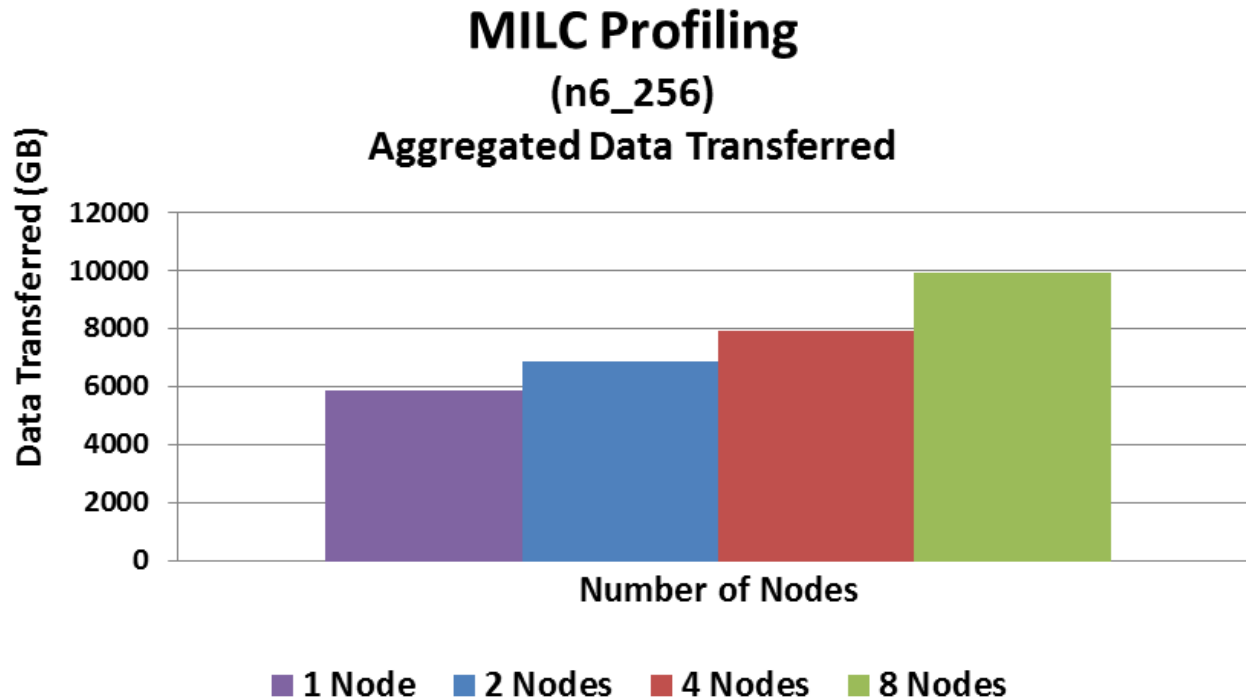 MILC Profiling
(n6_256)
Aggregated Data Transferred
Data Transferred (GB)
12000
10000
8000
6000
4000
2000
0
Number of Nodes
1 Node 2 Nodes 4 Nodes 8 Nodes